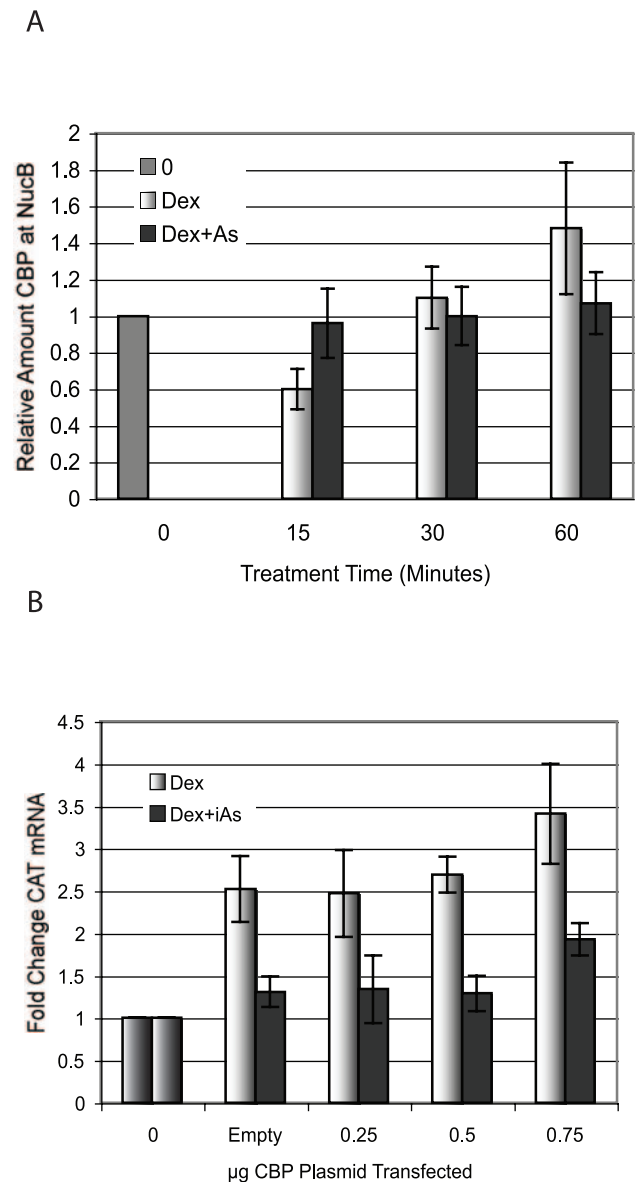 A
Relative Amount CBP at NucB
2
1.8
1.6
1.4
1.2
1
0.8
0.6
0.4
0.2
0
0
Dex
Dex+As
0 15 30 60
Treatment Time (Minutes)
B
Fold Change CAT mRNA
4.5
4
3.5
3
2.5
2
1.5
1
0.5
0
Dex
Dex+iAs
0 Empty 0.25 0.5 0.75
µg CBP Plasmid Transfected